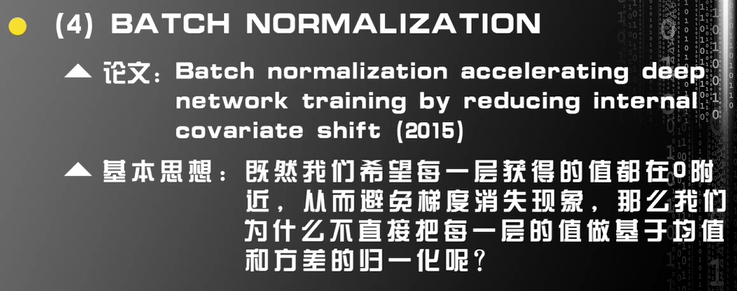 (4) BATCH NORMALIZATION
论文：Batch normalization accelerating deep
network training by reducing internal
covariate shift (2015)
基本思想：既然我们希望每一层获得的值都在0附
近，从而避免梯度消失现象，那么我们
为什么不直接把每一层的值做基于均值
和方差的归一化呢？